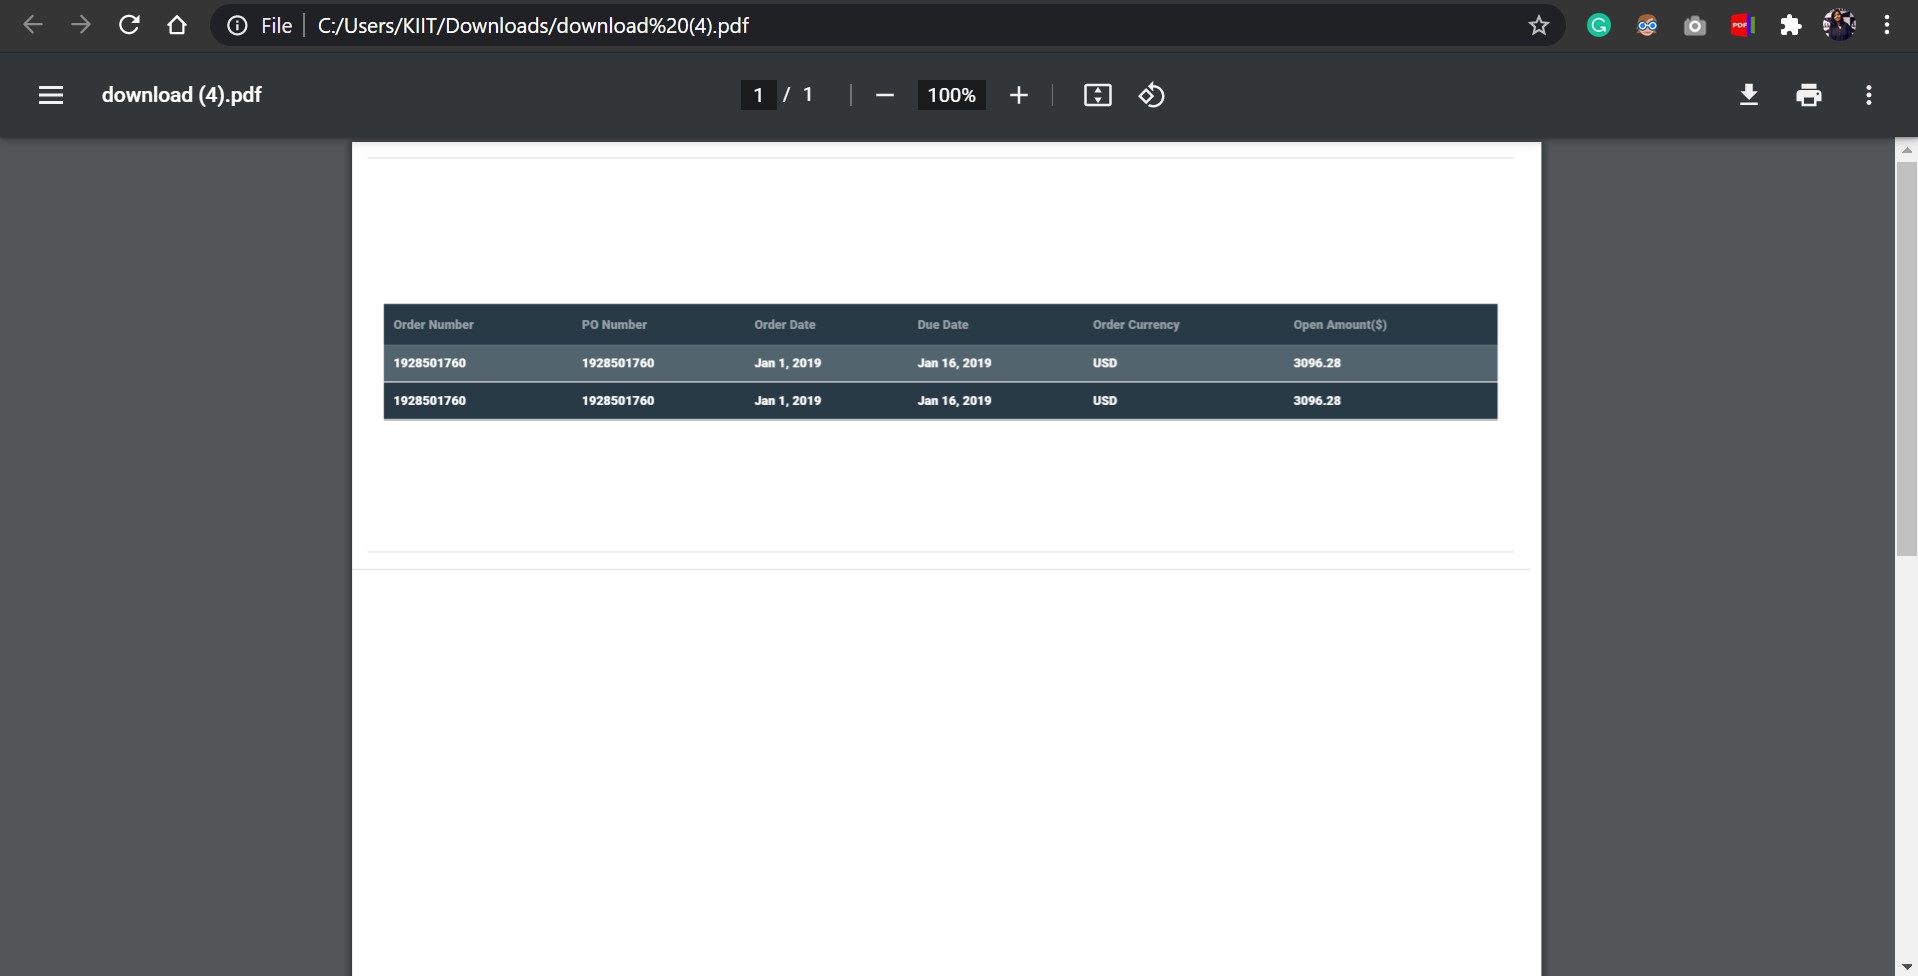 File C:/Users/KIIT/Downloads/download%20(4).pdf
download (4).pdf 1 / 1 100%
Order Number PO Number Order Date Due Date Order Currency Open Amount($)
1928501760 1928501760 Jan 1, 2019 Jan 16, 2019 USD 3096.28
1928501760 1928501760 Jan 1, 2019 Jan 16, 2019 USD 3096.28
PDF